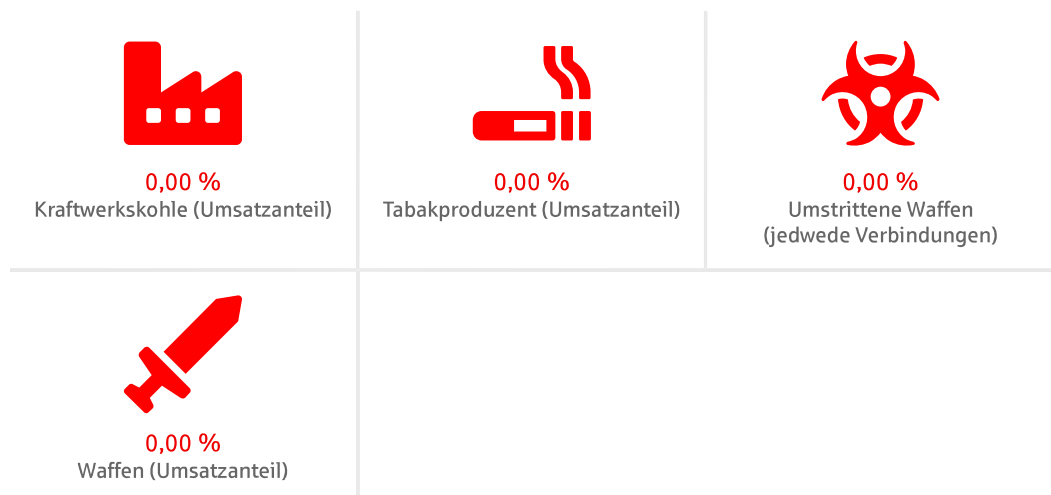 0,00 %
Kraftwerkskohle (Umsatzanteil)
0,00 %
Tabakproduzent (Umsatzanteil)
0,00 %
Umstrittene Waffen
(jedwede Verbindungen)
0,00 %
Waffen (Umsatzanteil)